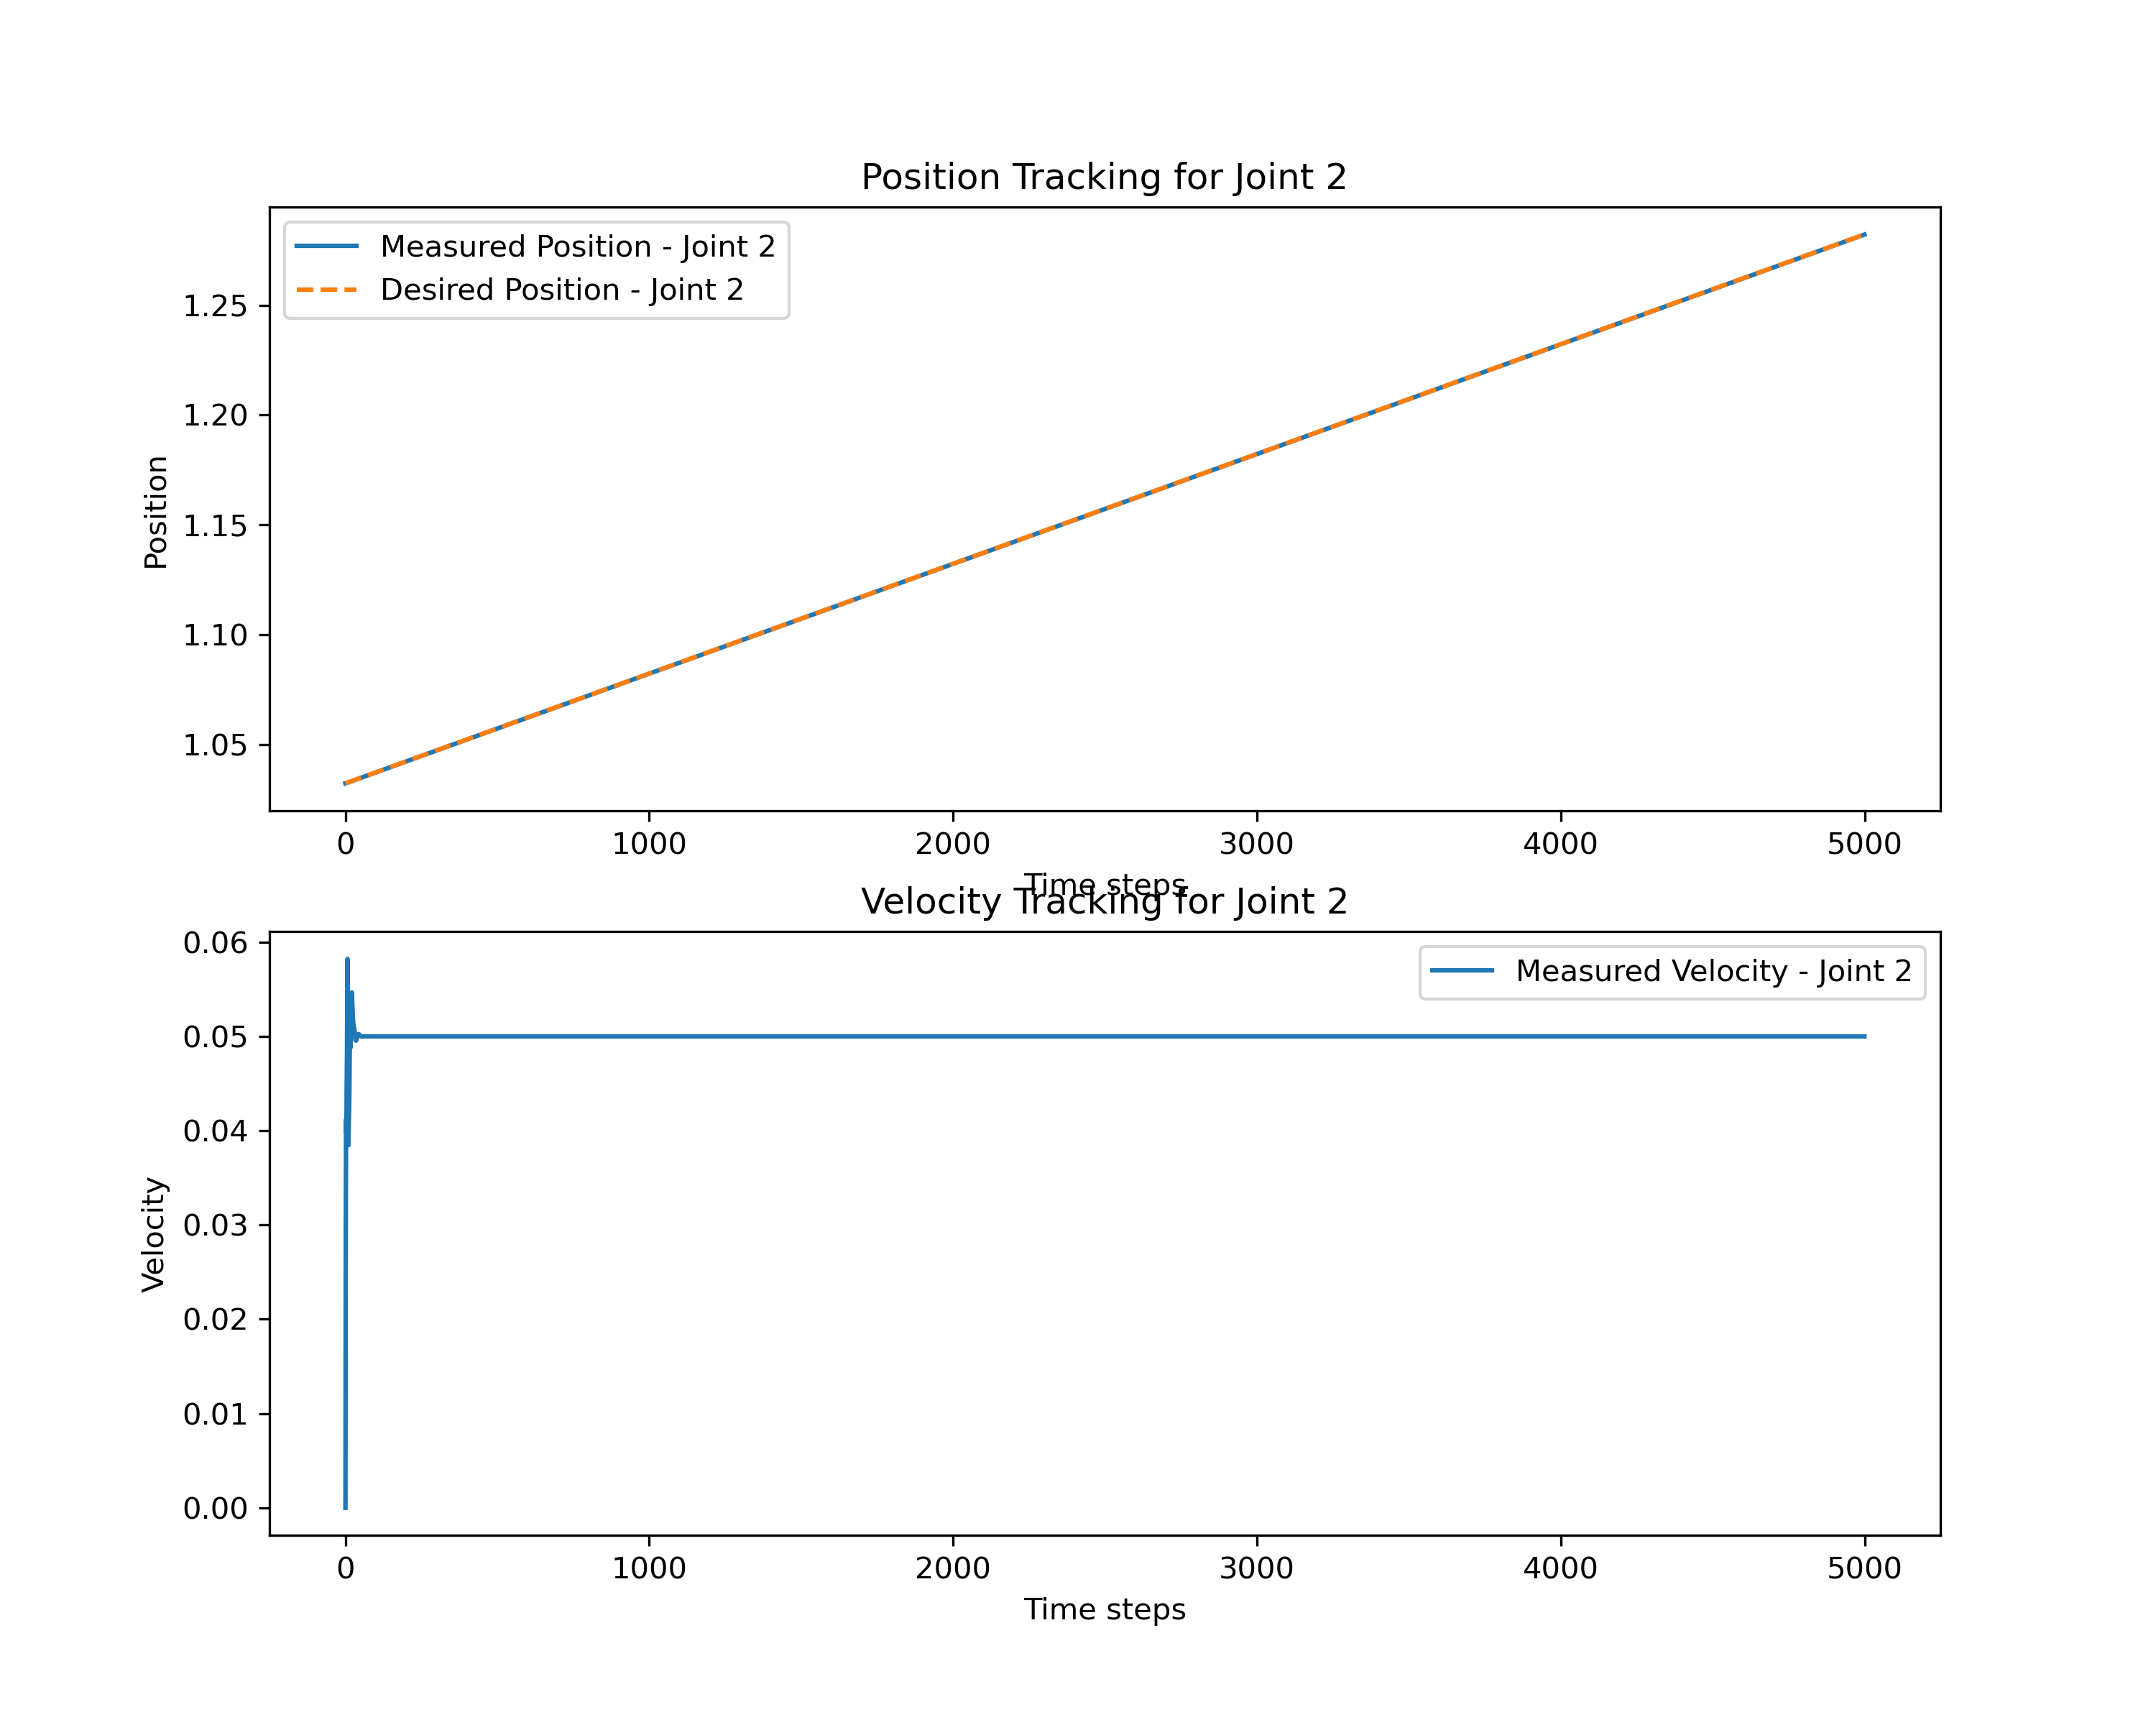 Position Tracking for Joint 2
Measured Position - Joint 2
Desired Position - Joint 2
Position
1.25
1.20
1.15
1.10
1.05
0 1000 2000 3000 4000 5000
Time steps
Velocity Tracking for Joint 2
Measured Velocity - Joint 2
Velocity
0.06
0.05
0.04
0.03
0.02
0.01
0.00
0 1000 2000 3000 4000 5000
Time steps